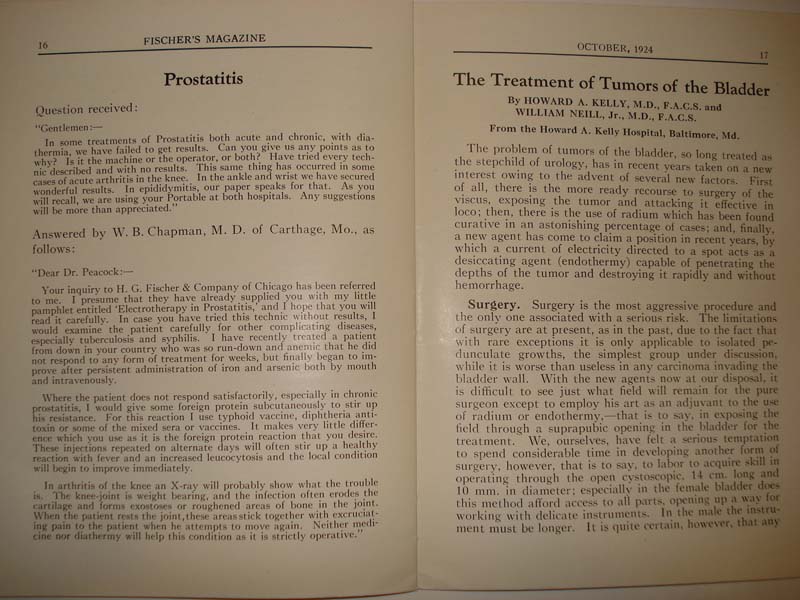 16
FISCHER'S MAGAZINE
Prostatitis
Question received:
"Gentlemen:—
In some treatments of Prostatitis both acute and chronic, with dia-
thermia, we have failed to get results. Can you give us any points as to
why? Is it the machine or the operator, or both? Have tried every tech-
nic described and with no results. This same thing has occurred in some
cases of acute arthritis in the knee. In the ankle and wrist we have secured
wonderful results. In epididymitis, our paper speaks for that. As you
will recall, we are using your Portable at both hospitals. Any suggestions
will be more than appreciated."
Answered by W. B. Chapman, M. D. of Carthage, Mo., as
follows:
"Dear Dr. Peacock:—
Your inquiry to H. G. Fischer & Company of Chicago has been referred
to me. I presume that they have already supplied you with my little
pamphlet entitled 'Electrotherapy in Prostatitis,' and I hope that you will
read it carefully. In case you have tried this technic without results, I
would examine the patient carefully for other complicating diseases,
especially tuberculosis and syphilis. I have recently treated a patient
from down in your country who was so run-down and anemic that he did
not respond to any form of treatment for weeks, but finally began to im-
prove after persistent administration of iron and arsenic both by mouth
and intravenously.
Where the patient does not respond satisfactorily, especially in chronic
prostatitis, I would give some foreign protein subcutaneously to stir up
his resistance. For this reaction I use typhoid vaccine, diphtheria anti-
toxin or some of the mixed sera or vaccines. It makes very little differ-
ence which you use as it is the foreign protein reaction that you desire.
These injections repeated on alternate days will often stir up a healthy
reaction with fever and an increased leucocytosis and the local condition
will begin to improve immediately.
In arthritis of the knee an X-ray will probably show what the trouble
is. The knee-joint is weight bearing, and the infection often erodes the
cartilage and forms exostoses or roughened areas of bone in the joint.
When the patient rests the joint, these areas stick together with excruciat-
ing pain to the patient when he attempts to move again. Neither medi-
cine nor diathermy will help this condition as it is strictly operative."
OCTOBER, 1924
17
The Treatment of Tumors of the Bladder
By HOWARD A. KELLY, M.D., F.A.C.S. and
WILLIAM NEILL, Jr., M.D., F.A.C.S.
From the Howard A. Kelly Hospital, Baltimore, Md.
The problem of tumors of the bladder, so long treated as
the stepchild of urology, has in recent years taken on a new
interest owing to the advent of several new factors. First
of all, there is the more ready recourse to surgery of the
viscus, exposing the tumor and attacking it effective in
loco; then, there is the use of radium which has been found
curative in an astonishing percentage of cases; and, finally,
a new agent has come to claim a position in recent years, by
which a current of electricity directed to a spot acts as a
desiccating agent (endothermy) capable of penetrating the
depths of the tumor and destroying it rapidly and without
hemorrhage.
Surgery. Surgery is the most aggressive procedure and
the only one associated with a serious risk. The limitations
of surgery are at present, as in the past, due to the fact that
with rare exceptions it is only applicable to isolated pe-
dunculate growths, the simplest group under discussion,
while it is worse than useless in any carcinoma invading the
bladder wall. With the new agents now at our disposal, it
is difficult to see just what field will remain for the pure
surgeon except to employ his art as an adjuvant to the use
of radium or endothermy,—that is to say, in exposing the
field through a suprapubic opening in the bladder for the
treatment. We, ourselves, have felt a serious temptation
to spend considerable time in developing another form of
surgery, however, that is to say, to labor to acquire skill in
operating through the open cystoscopic, 14 cm. long and
10 mm. in diameter; especially in the female bladder does
this method afford access to all parts, opening up a way for
working with delicate instruments. In the male the instru-
ment must be longer. It is quite certain, however, that any